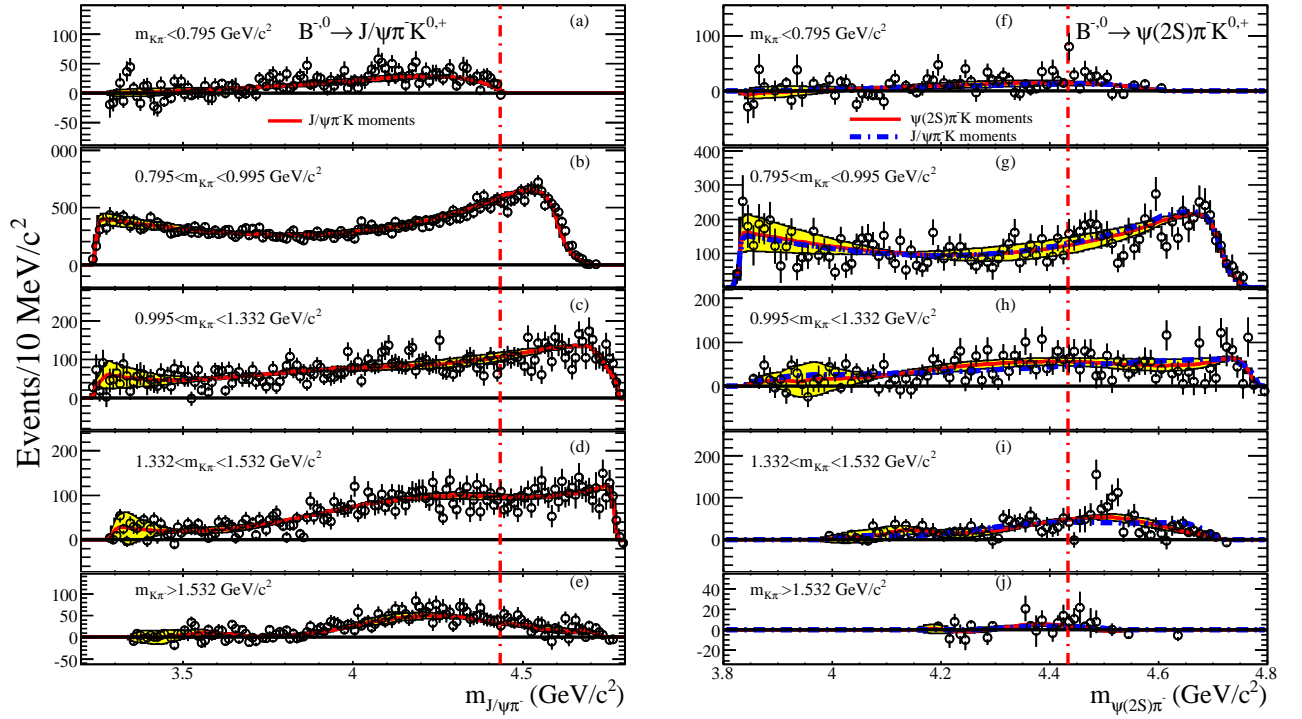 Events/10 MeV/c²
B⁻,⁰→ J/ψπ⁻K⁰,⁺
(a)
m_Kπ<0.795 GeV/c²
100
50
0
-50
J/ψπ⁻K moments
(b)
0.795<m_Kπ<0.995 GeV/c²
000
500
0
(c)
0.995<m_Kπ<1.332 GeV/c²
200
100
0
(d)
1.332<m_Kπ<1.532 GeV/c²
200
100
0
(e)
m_Kπ>1.532 GeV/c²
100
50
0
-50
3.5 4 4.5
m_J/ψπ⁻ (GeV/c²)
B⁻,⁰→ ψ(2S)π⁻K⁰,⁺
(f)
m_Kπ<0.795 GeV/c²
100
0
ψ(2S)π⁻K moments
J/ψπ⁻K moments
(g)
0.795<m_Kπ<0.995 GeV/c²
400
300
200
100
(h)
0.995<m_Kπ<1.332 GeV/c²
200
100
0
(i)
1.332<m_Kπ<1.532 GeV/c²
200
100
0
(j)
m_Kπ>1.532 GeV/c²
40
20
0
-20
3.8 4 4.2 4.4 4.6 4.8
m_ψ(2S)π⁻ (GeV/c²)